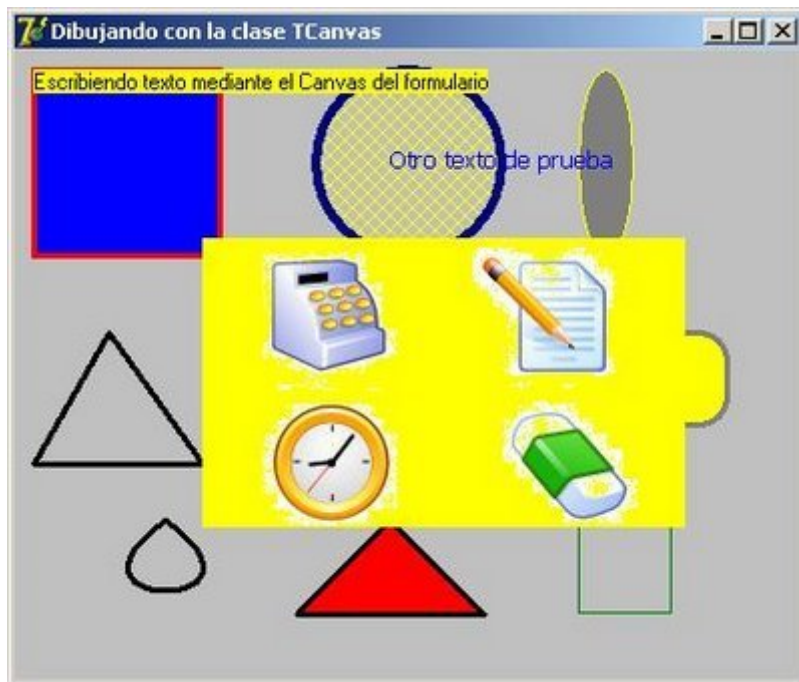 Dibujando con la clase TCanvas
Escribiendo texto mediante el Canvas del formulario
Otro texto de prueba